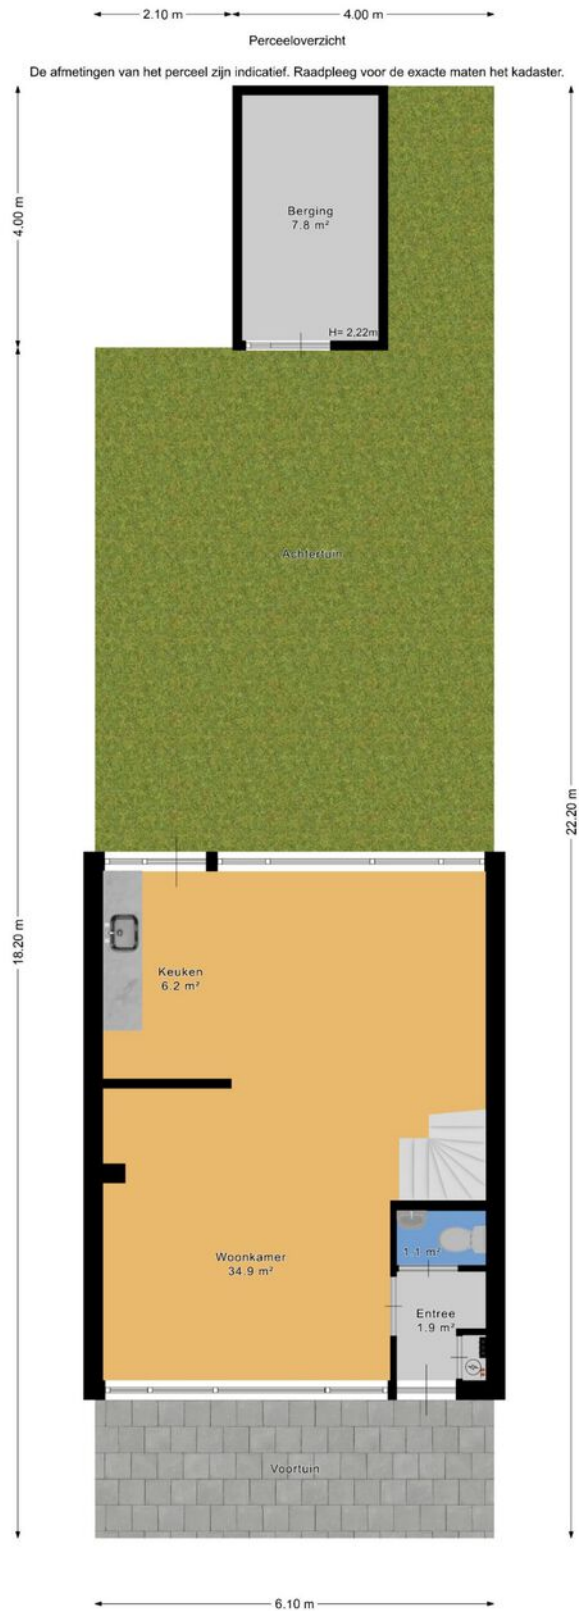 2.10 m
4.00 m
Perceeloverzicht
De afmetingen van het perceel zijn indicatief. Raadpleeg voor de exacte maten het kadaster.
4.00 m
Berging
7.8 m²
H= 2.22m
Achtertuin
22.20 m
18.20 m
Keuken
6.2 m²
Woonkamer
34.9 m²
1.1 m²
Entree
1.9 m²
Voortuin
6.10 m